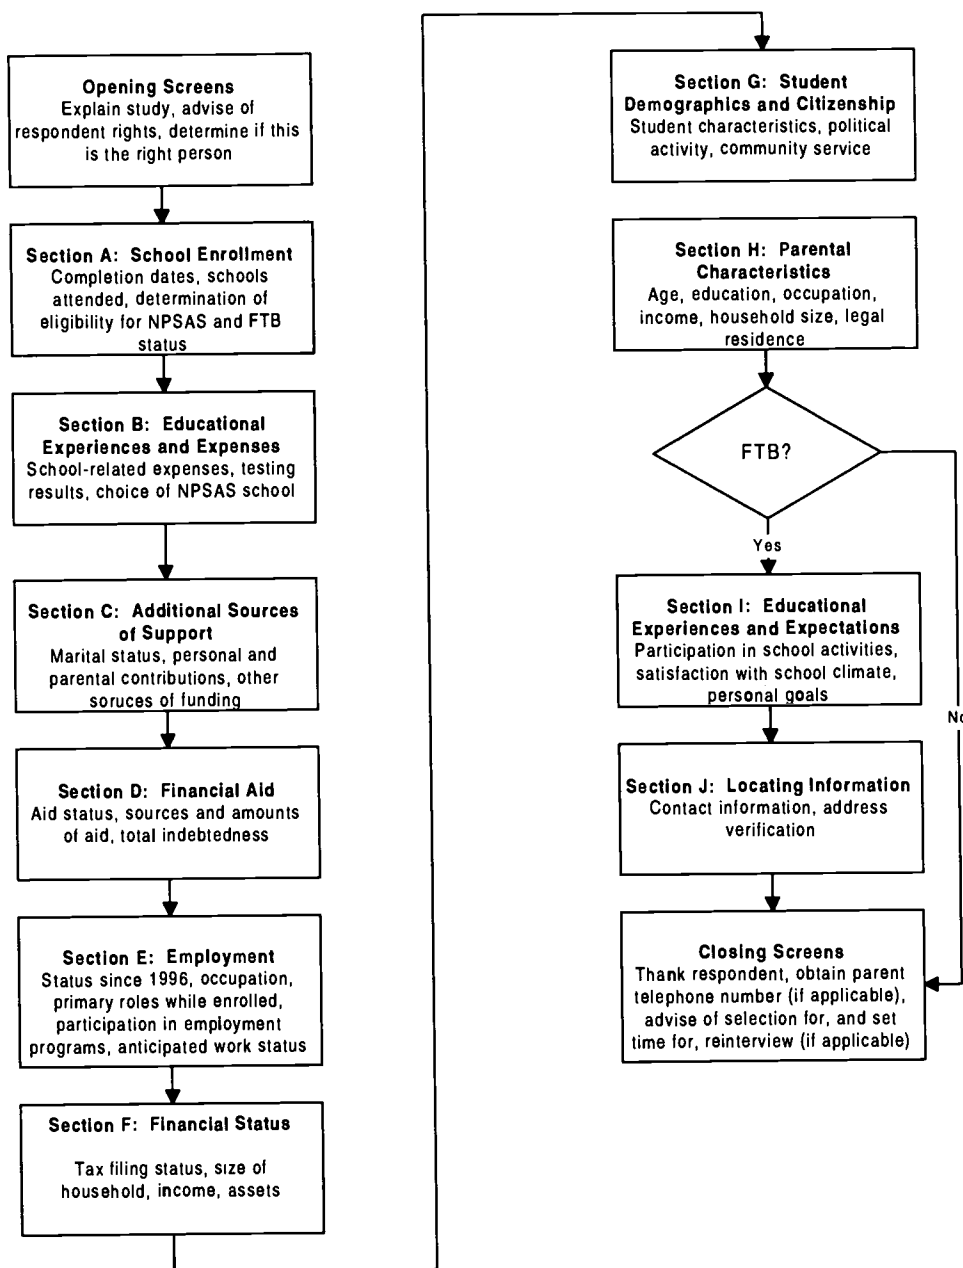 Opening Screens
Explain study, advise of
respondent rights, determine if this
is the right person
Section A: School Enrollment
Completion dates, schools
attended, determination of
eligibility for NPSAS and FTB
status
Section B: Educational
Experiences and Expenses
School-related expenses, testing
results, choice of NPSAS school
Section C: Additional Sources
of Support
Marital status, personal and
parental contributions, other
soruces of funding
Section D: Financial Aid
Aid status, sources and amounts
of aid, total indebtedness
Section E: Employment
Status since 1996, occupation,
primary roles while enrolled,
participation in employment
programs, anticipated work status
Section F: Financial Status
Tax filing status, size of
household, income, assets
Section G: Student
Demographics and Citizenship
Student characteristics, political
activity, community service
Section H: Parental
Characteristics
Age, education, occupation,
income, household size, legal
residence
FTB?
Yes
No
Section I: Educational
Experiences and Expectations
Participation in school activities,
satisfaction with school climate,
personal goals
Section J: Locating Information
Contact information, address
verification
Closing Screens
Thank respondent, obtain parent
telephone number (if applicable),
advise of selection for, and set
time for, reinterview (if applicable)